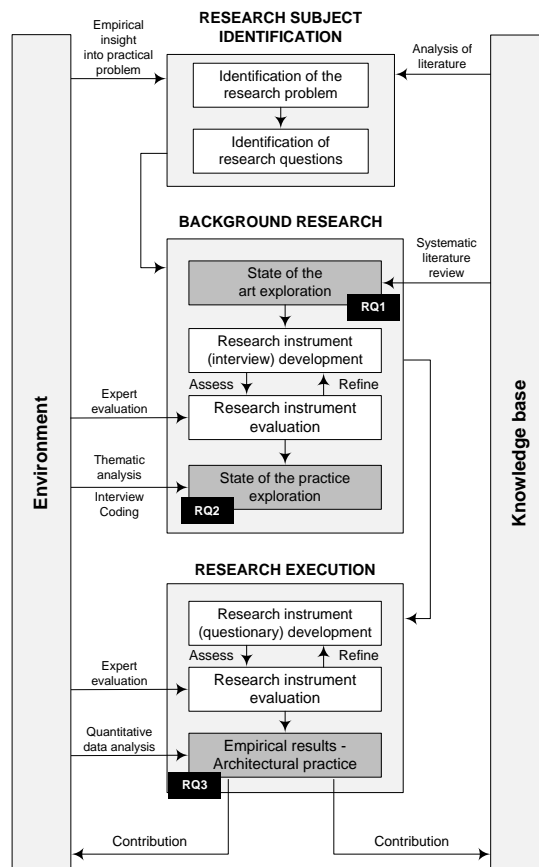 RESEARCH SUBJECT
IDENTIFICATION
Empirical
insight
into practical
problem
Analysis of
literature
Identification of the
research problem
Identification of
research questions
BACKGROUND RESEARCH
Systematic
literature
review
State of the
art exploration
RQ1
Research instrument
(interview) development
Assess
Refine
Expert
evaluation
Research instrument
evaluation
Thematic
analysis
Interview
Coding
State of the practice
exploration
RQ2
Environment
Knowledge base
RESEARCH EXECUTION
Research instrument
(questionary) development
Assess
Refine
Expert
evaluation
Research instrument
evaluation
Quantitative
data analysis
Empirical results -
Architectural practice
RQ3
Contribution
Contribution